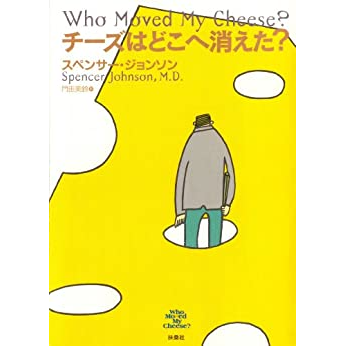 Who Moved My Cheese?
チーズはどこへ消えた?
スペンサー・ジョンソン
Spencer Johnson, M.D.
門田美鈴 訳
Who
Moved
My
Cheese?
扶桑社